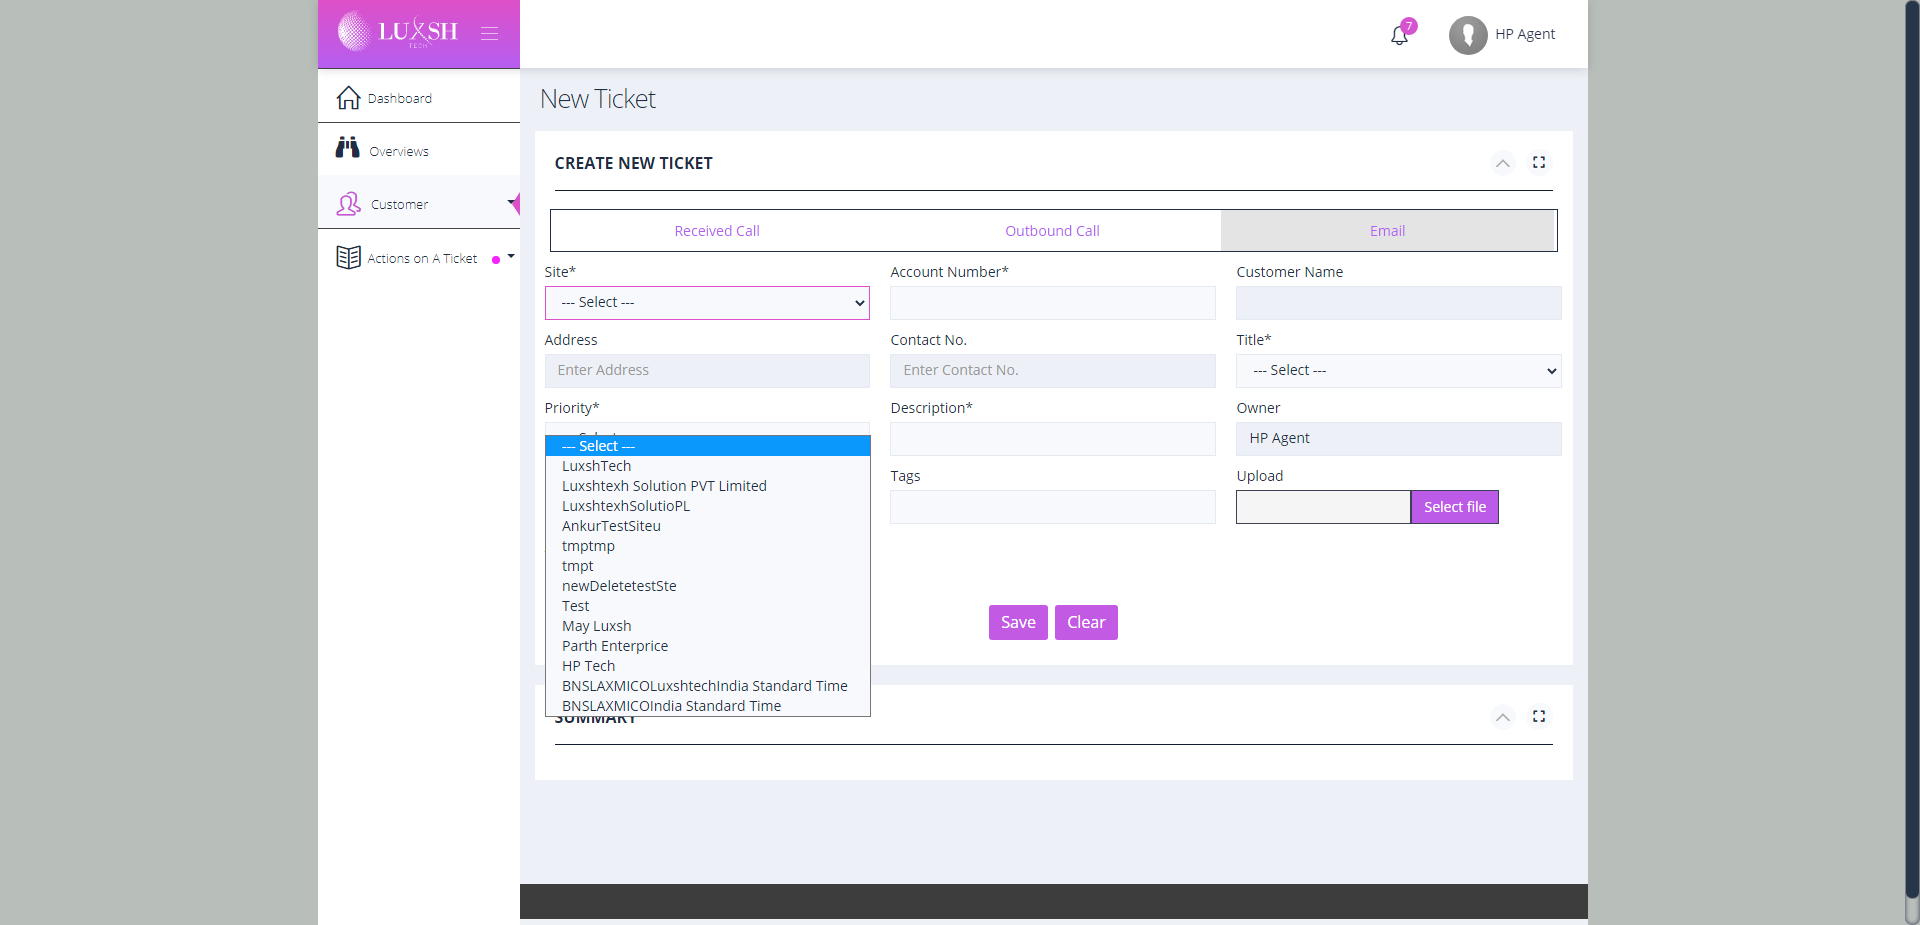 LUXSH
TECH
7
HP Agent
Dashboard
Overviews
Customer
Actions on A Ticket
New Ticket
CREATE NEW TICKET
Received Call
Outbound Call
Email
Site*
Account Number*
Customer Name
--- Select ---
Address
Contact No.
Title*
Enter Address
Enter Contact No.
--- Select ---
Priority*
Description*
Owner
HP Agent
Tags
Upload
Select file
--- Select ---
LuxshTech
Luxshtexh Solution PVT Limited
LuxshtexhSolutioPL
AnkurTestSiteu
tmptmp
tmpt
newDeletetestSte
Test
May Luxsh
Parth Enterprice
HP Tech
BNSLAXMICOLuxshtechIndia Standard Time
BNSLAXMICOIndia Standard Time
Save
Clear
SUMMARY